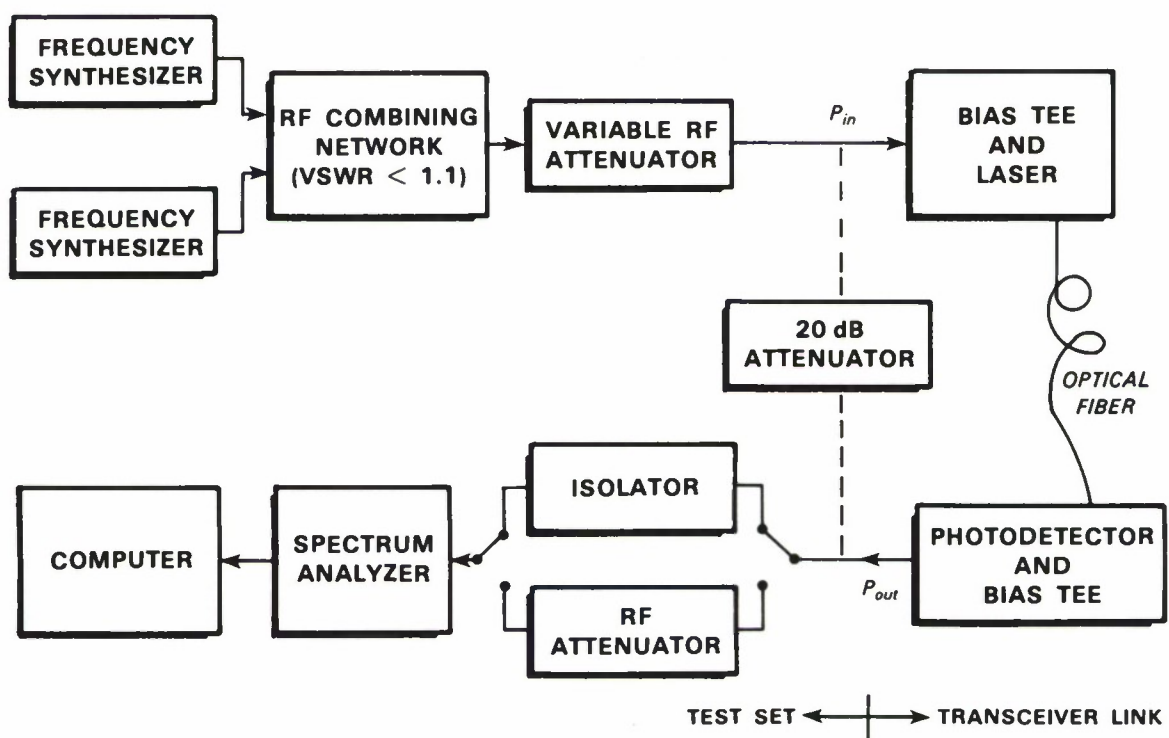 FREQUENCY
SYNTHESIZER
RF COMBINING
NETWORK
(VSWR < 1.1)
VARIABLE RF
ATTENUATOR
P_in
BIAS TEE
AND
LASER
FREQUENCY
SYNTHESIZER
20 dB
ATTENUATOR
OPTICAL
FIBER
COMPUTER
SPECTRUM
ANALYZER
ISOLATOR
RF
ATTENUATOR
P_out
PHOTODETECTOR
AND
BIAS TEE
TEST SET
TRANSCEIVER LINK